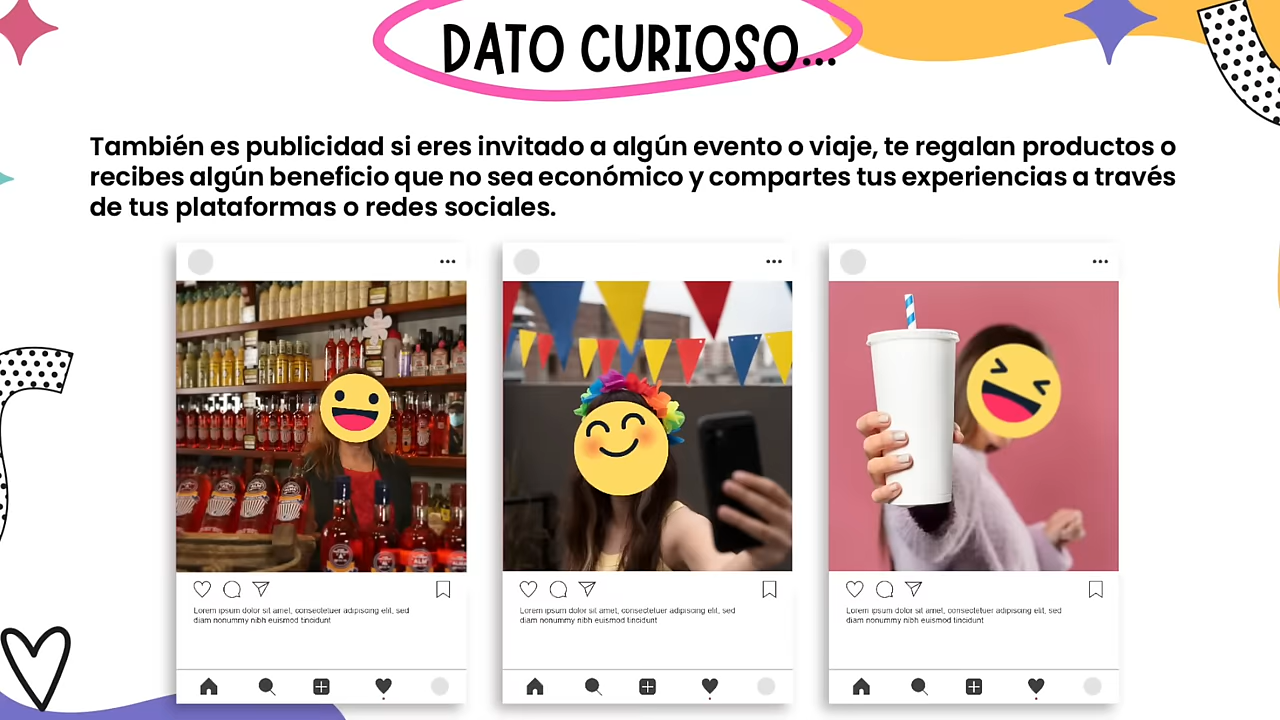 DATO CURIOSO...
También es publicidad si eres invitado a algún evento o viaje, te regalan productos o
recibes algún beneficio que no sea económico y compartes tus experiencias a través
de tus plataformas o redes sociales.
Lorem ipsum dolor sit amet, consectetuer adipiscing elit, sed
diam nonummy nibh euismod tincidunt
Lorem ipsum dolor sit amet, consectetuer adipiscing elit, sed
diam nonummy nibh euismod tincidunt
Lorem ipsum dolor sit amet, consectetuer adipiscing elit, sed
diam nonummy nibh euismod tincidunt